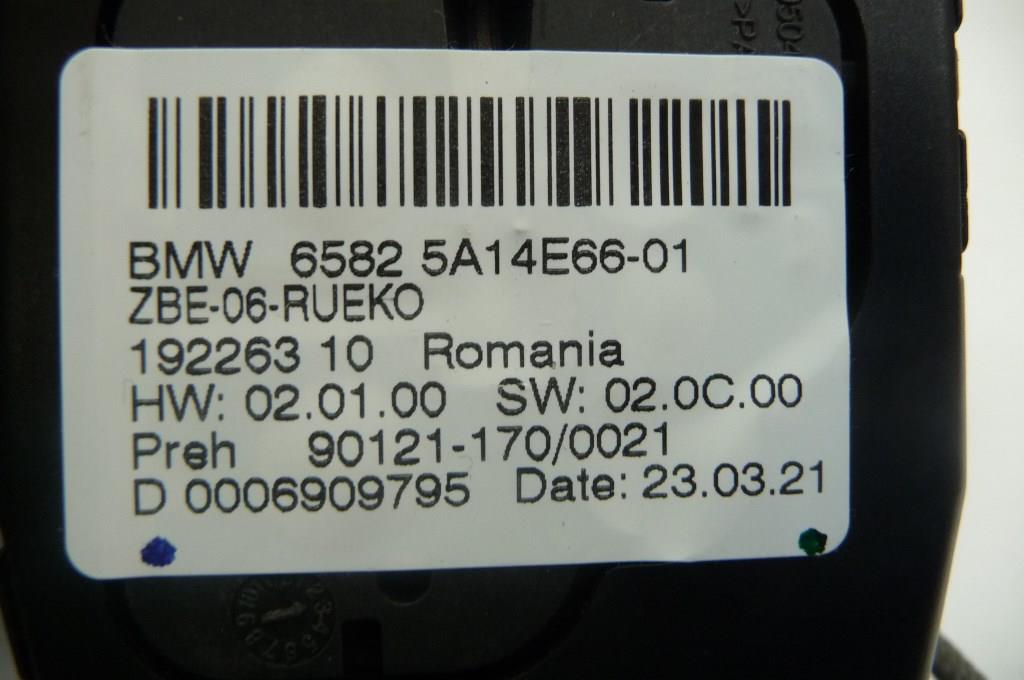 BMW 6582 5A14E66-01
ZBE-06-RUEKO
192263 10 Romania
HW: 02.01.00 SW: 02.0C.00
Preh 90121-170/0021
D 0006909795 Date: 23.03.21